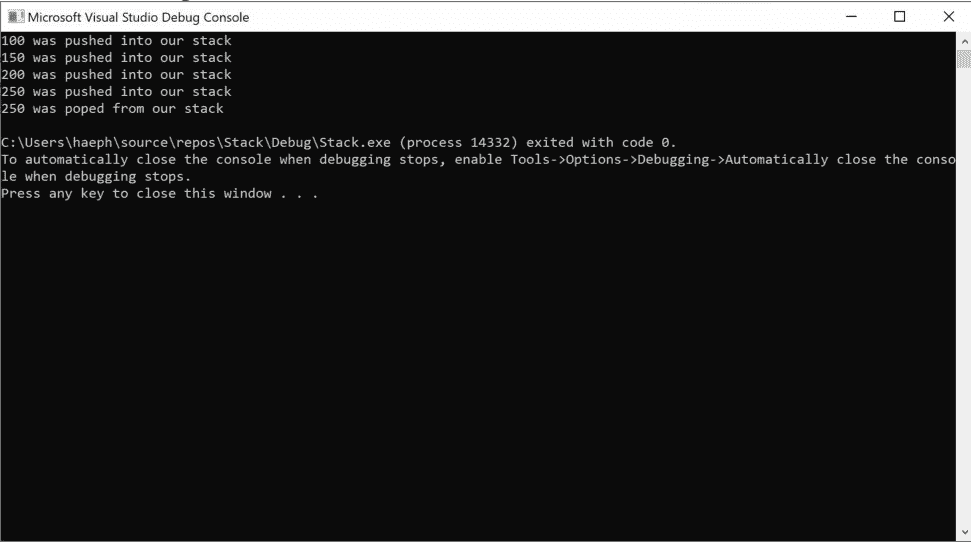 Microsoft Visual Studio Debug Console
100 was pushed into our stack
150 was pushed into our stack
200 was pushed into our stack
250 was pushed into our stack
250 was poped from our stack
C:\Users\haeph\source\repos\Stack\Debug\Stack.exe (process 14332) exited with code 0.
To automatically close the console when debugging stops, enable Tools->Options->Debugging->Automatically close the conso
le when debugging stops.
Press any key to close this window . . .